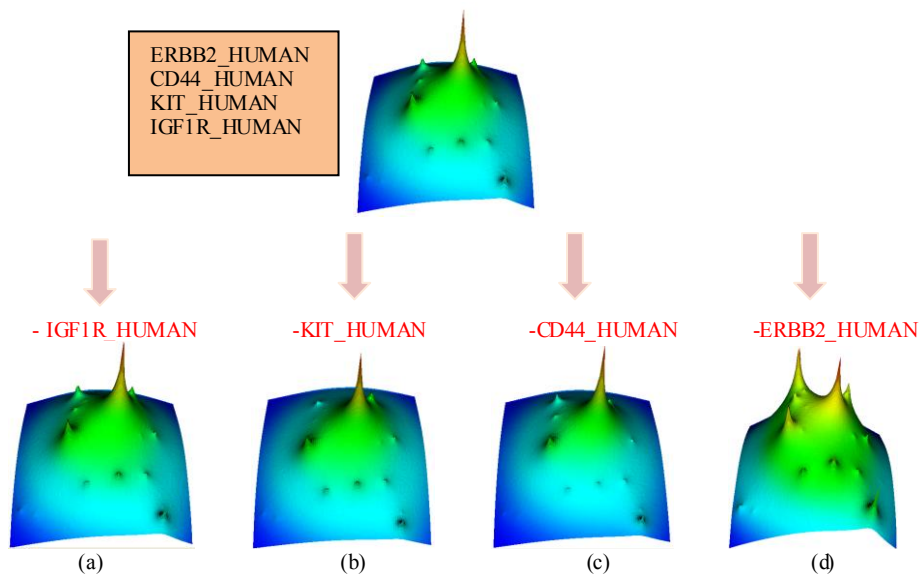 ERBB2_HUMAN
CD44_HUMAN
KIT_HUMAN
IGF1R_HUMAN
- IGF1R_HUMAN
-KIT_HUMAN
-CD44_HUMAN
-ERBB2_HUMAN
(a)
(b)
(c)
(d)